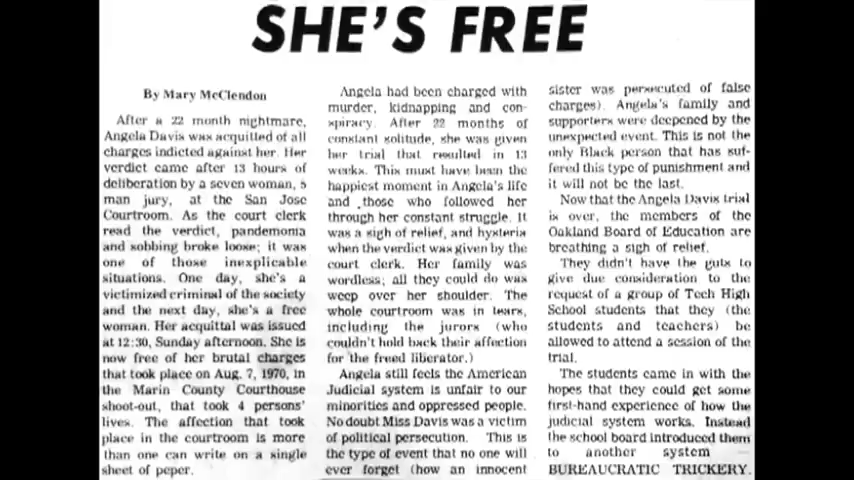 SHE'S FREE
By Mary McClendon
After a 22 month nightmare,
Angela Davis was acquitted of all
charges indicted against her. Her
verdict came after 13 hours of
deliberation by a seven woman, 5
man jury, at the San Jose
Courtroom. As the court clerk
read the verdict, pandemonia
and sobbing broke loose; it was
one of those inexplicable
situations. One day, she's a
victimized criminal of the society
and the next day, she's a free
woman. Her acquittal was issued
at 12:30, Sunday afternoon. She is
now free of her brutal charges
that took place on Aug. 7, 1970, in
the Marin County Courthouse
shoot-out, that took 4 persons'
lives. The affection that took
place in the courtroom is more
than one can write on a single
sheet of peper.
Angela had been charged with
murder, kidnapping and con-
spiracy. After 22 months of
constant solitude, she was given
her trial that resulted in 13
weeks. This must have been the
happiest moment in Angela's life
and those who followed her
through her constant struggle. It
was a sigh of relief, and hysteria
when the verdict was given by the
court clerk. Her family was
wordless; all they could do was
weep over her shoulder. The
whole courtroom was in tears,
including the jurors (who
couldn't hold back their affection
for the freed liberator.)
Angela still feels the American
Judicial system is unfair to our
minorities and oppressed people.
No doubt Miss Davis was a victim
of political persecution. This is
the type of event that no one will
ever forget (how an innocent
sister was persecuted of false
charges). Angela's family and
supporters were deepened by the
unexpected event. This is not the
only Black person that has suf-
fered this type of punishment and
it will not be the last.
Now that the Angela Davis trial
is over, the members of the
Oakland Board of Education are
breathing a sigh of relief.
They didn't have the guts to
give due consideration to the
request of a group of Tech High
School students that they (the
students and teachers) be
allowed to attend a session of the
trial.
The students came in with the
hopes that they could get some
first-hand experience of how the
judicial system works. Instead
the school board introduced them
to another system
BUREAUCRATIC TRICKERY.